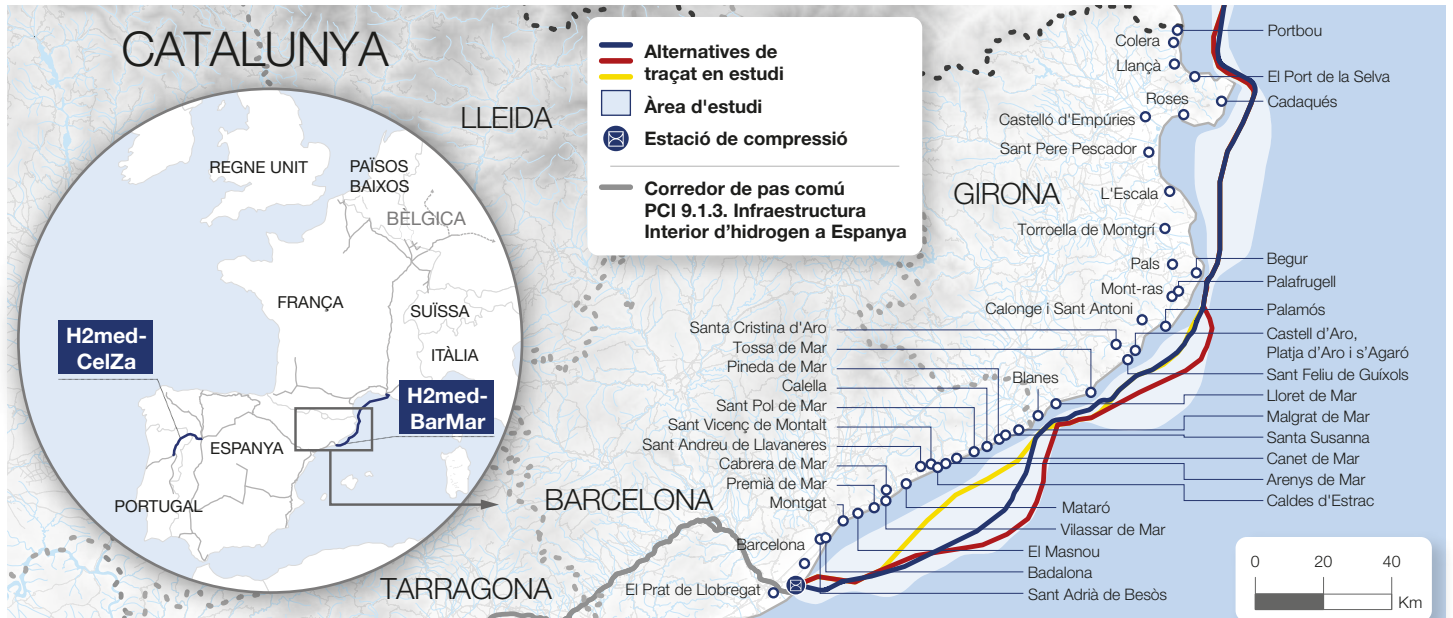 CATALUNYA
LLEIDA
GIRONA
BARCELONA
TARRAGONA
REGNE UNIT
PAÏSOS
BAIXOS
BÈLGICA
FRANÇA
SUÏSSA
ITÀLIA
H2med-
CelZa
H2med-
BarMar
ESPANYA
PORTUGAL
Alternatives de
traçat en estudi
Àrea d'estudi
Estació de compressió
Corredor de pas comú
PCI 9.1.3. Infraestructura
Interior d'hidrogen a Espanya
Colera
Llançà
Roses
Castelló d'Empúries
Sant Pere Pescador
L'Escala
Torroella de Montgrí
Pals
Mont-ras
Calonge i Sant Antoni
Santa Cristina d'Aro
Tossa de Mar
Pineda de Mar
Blanes
Calella
Sant Pol de Mar
Sant Vicenç de Montalt
Sant Andreu de Llavaneres
Cabrera de Mar
Premià de Mar
Montgat
Barcelona
El Prat de Llobregat
Portbou
El Port de la Selva
Cadaqués
Begur
Palafrugell
Palamós
Castell d'Aro,
Platja d'Aro i s'Agaró
Sant Feliu de Guíxols
Lloret de Mar
Malgrat de Mar
Santa Susanna
Canet de Mar
Arenys de Mar
Caldes d'Estrac
Mataró
Vilassar de Mar
El Masnou
Badalona
Sant Adrià de Besòs
0 20 40
Km